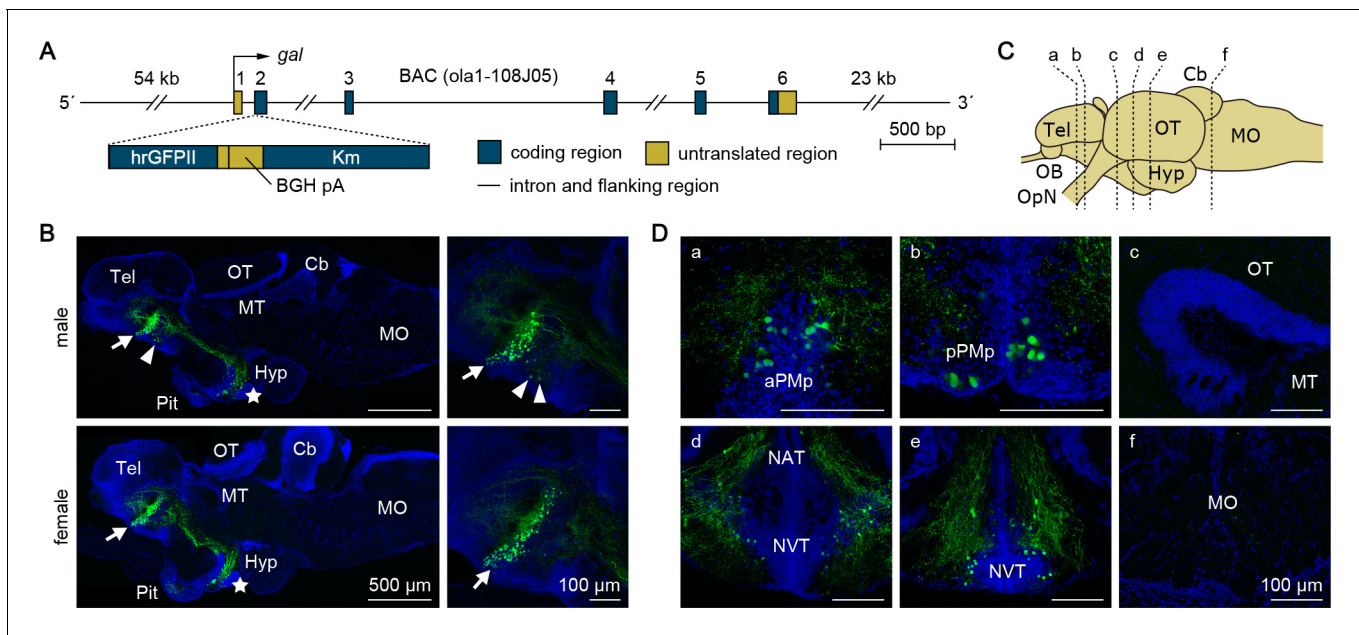 A
gal
54 kb
1
2
3
BAC (ola1-108J05)
4
5
6
23 kb
5´
3´
500 bp
hrGFPII
Km
BGH pA
coding region
untranslated region
intron and flanking region
C
a
b
c
d
e
f
Cb
Tel
OT
MO
OB
Hyp
OpN
B
male
Tel
OT
Cb
MT
MO
Hyp
Pit
female
Tel
OT
Cb
MT
MO
Hyp
Pit
500 µm
100 µm
D
a
aPMp
b
pPMp
c
OT
MT
d
NAT
NVT
e
NVT
f
MO
100 µm